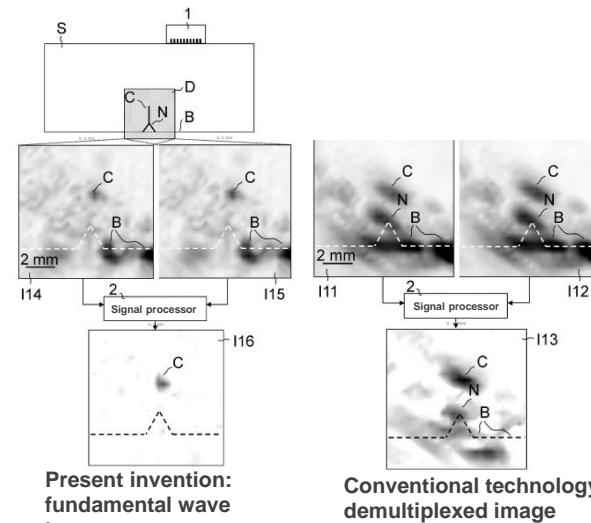 1
S
D
C
N
B
C
B
2 mm
I14
I15
C
N
B
2 mm
I11
C
N
B
I12
2
Signal processor
2
Signal processor
C
I16
C
N
B
I13
Present invention:
fundamental wave
Conventional technology
demultiplexed image